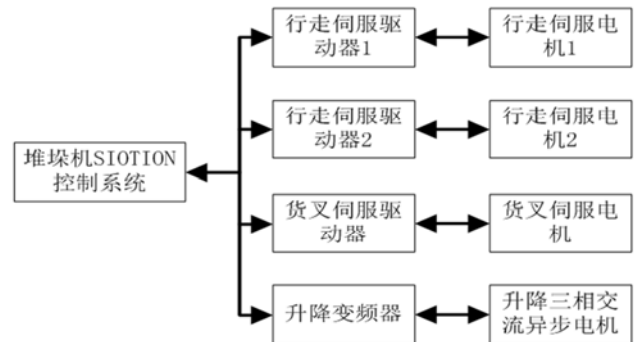 行走伺服驱
动器1
行走伺服电
机1
行走伺服驱
动器2
行走伺服电
机2
堆垛机SIOTION
控制系统
货叉伺服驱
动器
货叉伺服电
机
升降变频器
升降三相交
流异步电机